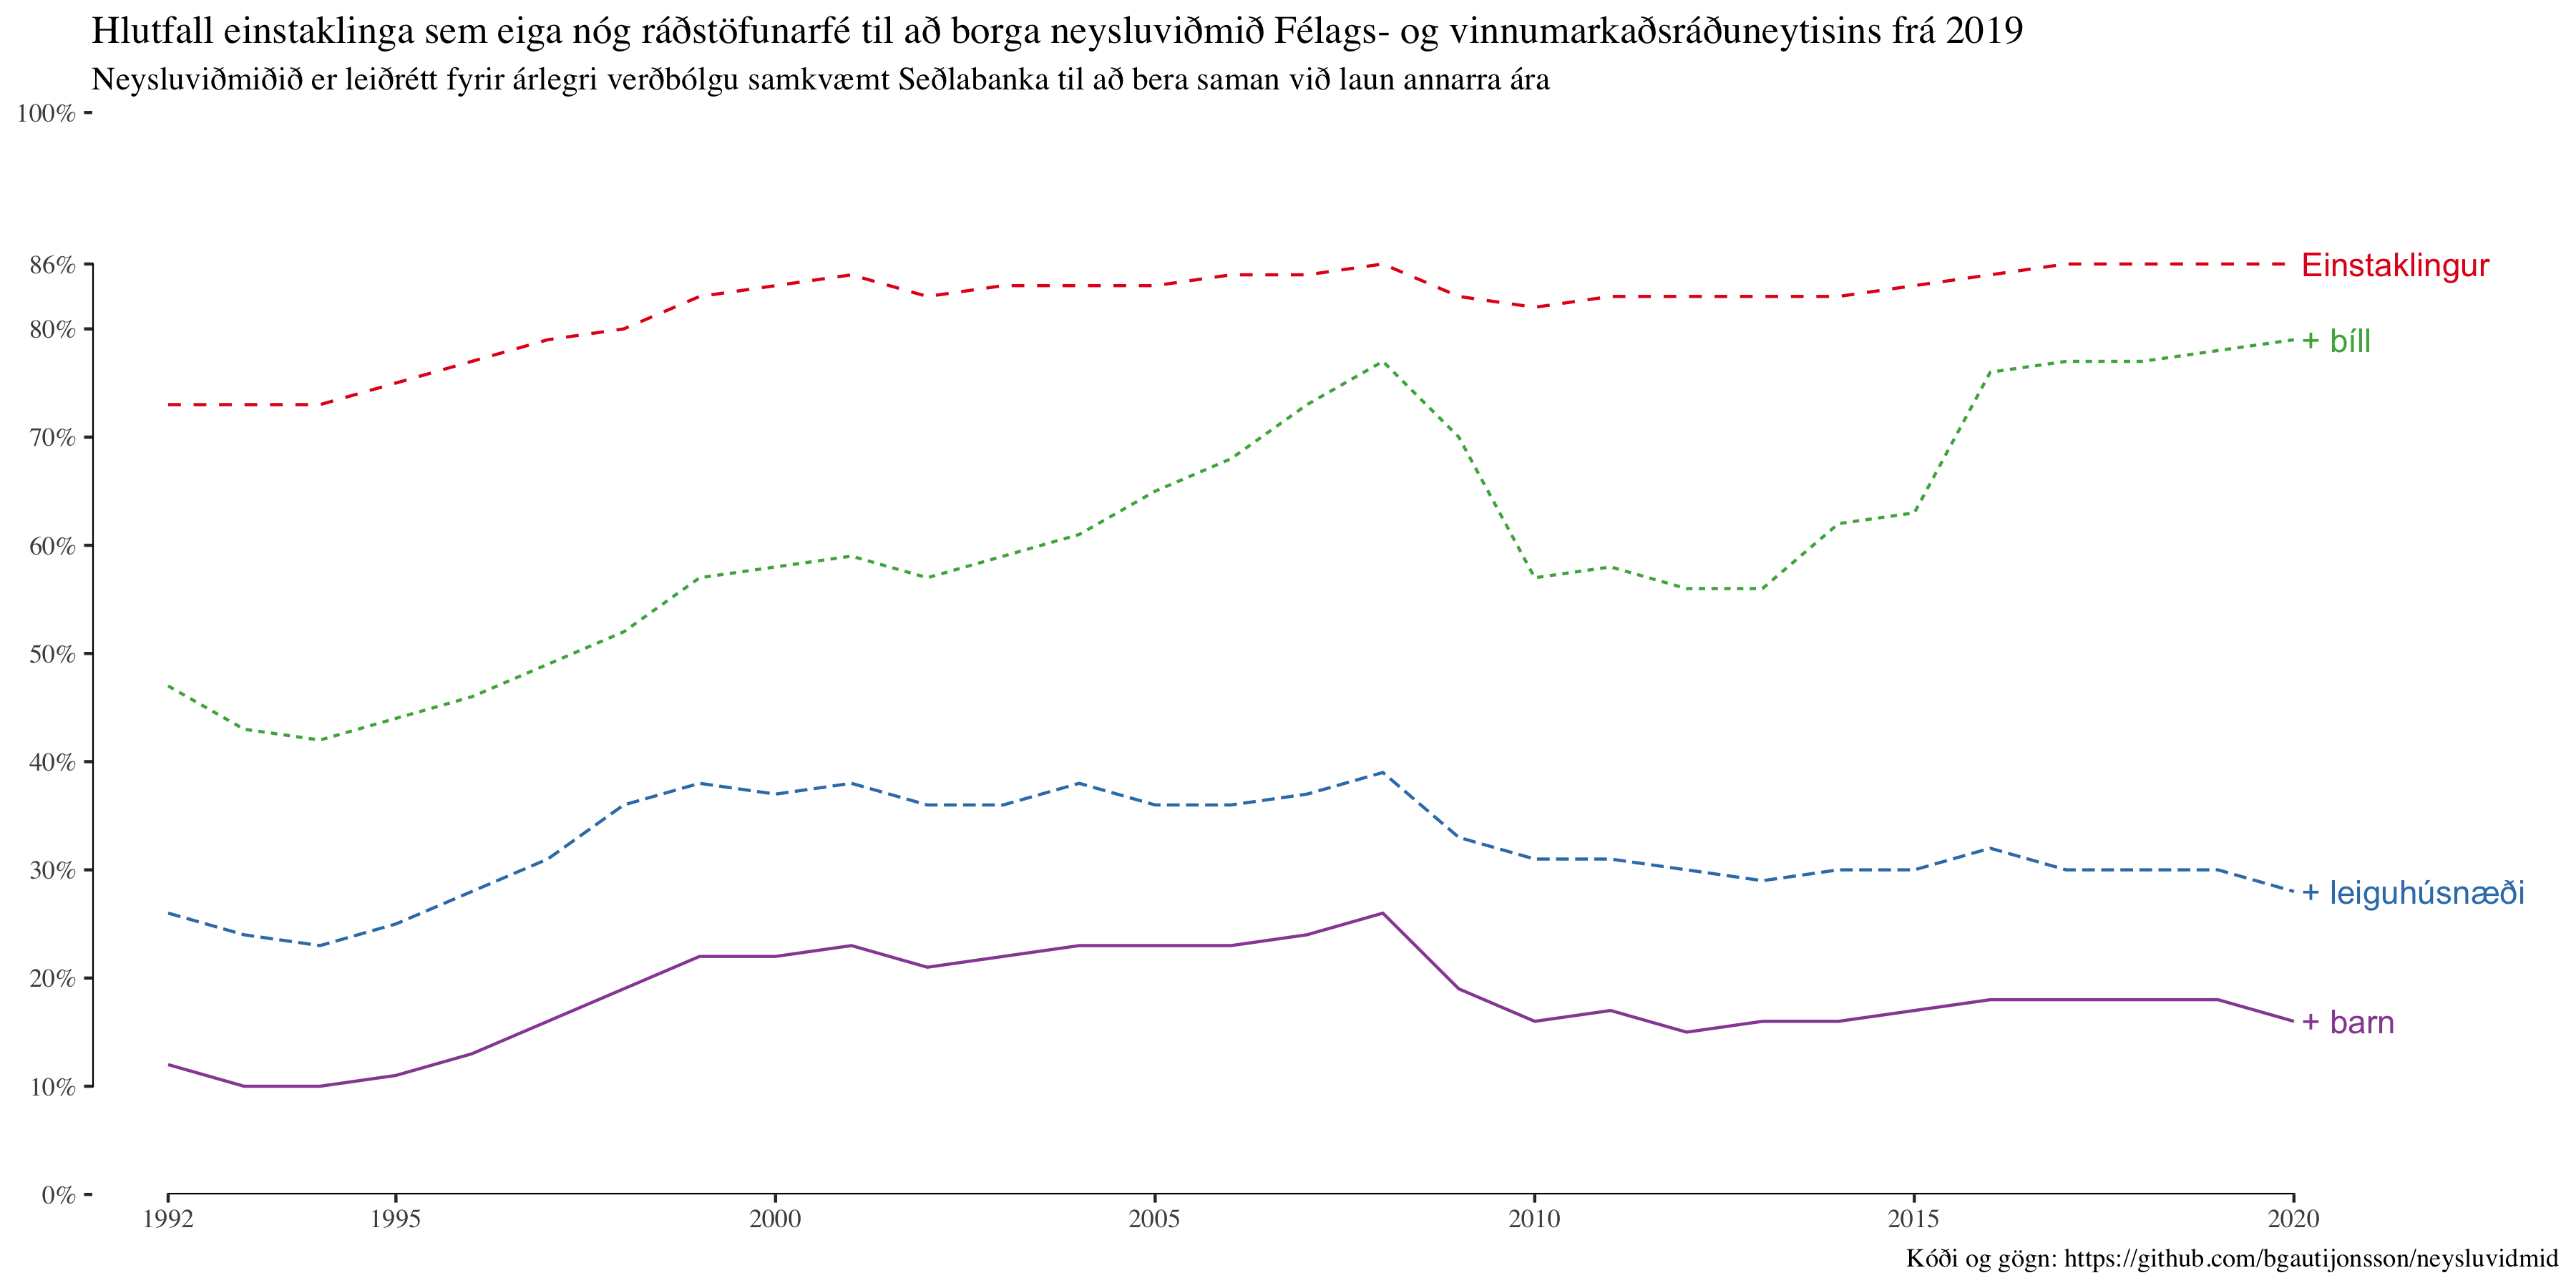 Hlutfall einstaklinga sem eiga nóg ráðstöfunarfé til að borga neysluviðmið Félags- og vinnumarkaðsráðuneytisins frá 2019
Neysluviðmiðið er leiðrétt fyrir árlegri verðbólgu samkvæmt Seðlabanka til að bera saman við laun annarra ára
100%
86%
80%
70%
60%
50%
40%
30%
20%
10%
0%
Einstaklingur
+ bíll
+ leiguhúsnæði
+ barn
1992
1995
2000
2005
2010
2015
2020
Kóði og gögn: https://github.com/bgautijonsson/neysluvidmid